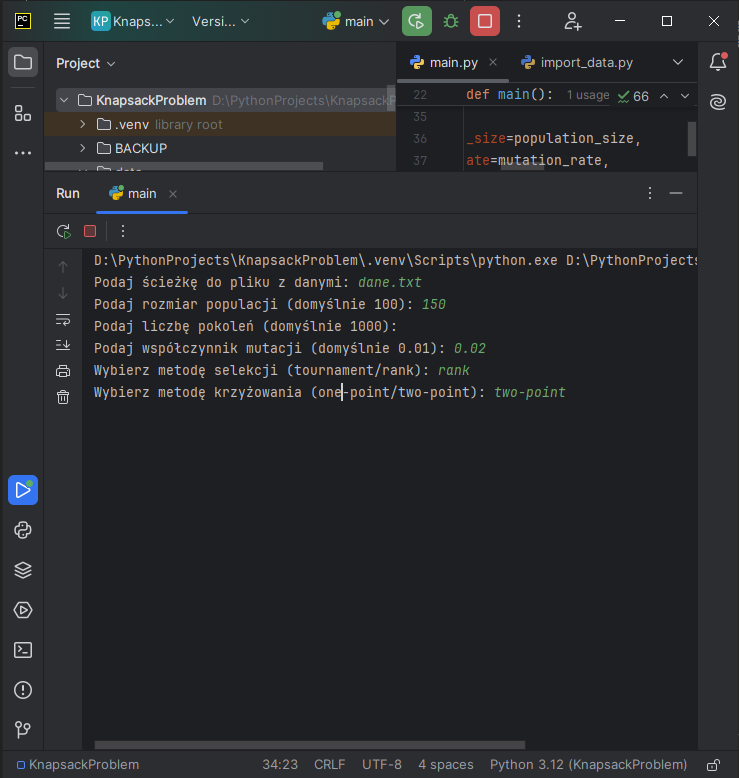 PC KP Knaps... Versi... main
Project
main.py import_data.py
KnapsackProblem D:\PythonProjects\Knapsack
.venv library root
BACKUP
22 def main(): 1 usage 66
35
36 _size=population_size,
37 ate=mutation_rate,
Run main
D:\PythonProjects\KnapsackProblem\.venv\Scripts\python.exe D:\PythonProjects
Podaj ścieżkę do pliku z danymi: dane.txt
Podaj rozmiar populacji (domyślnie 100): 150
Podaj liczbę pokoleń (domyślnie 1000):
Podaj współczynnik mutacji (domyślnie 0.01): 0.02
Wybierz metodę selekcji (tournament/rank): rank
Wybierz metodę krzyżowania (one-point/two-point): two-point
KnapsackProblem 34:23 CRLF UTF-8 4 spaces Python 3.12 (KnapsackProblem)